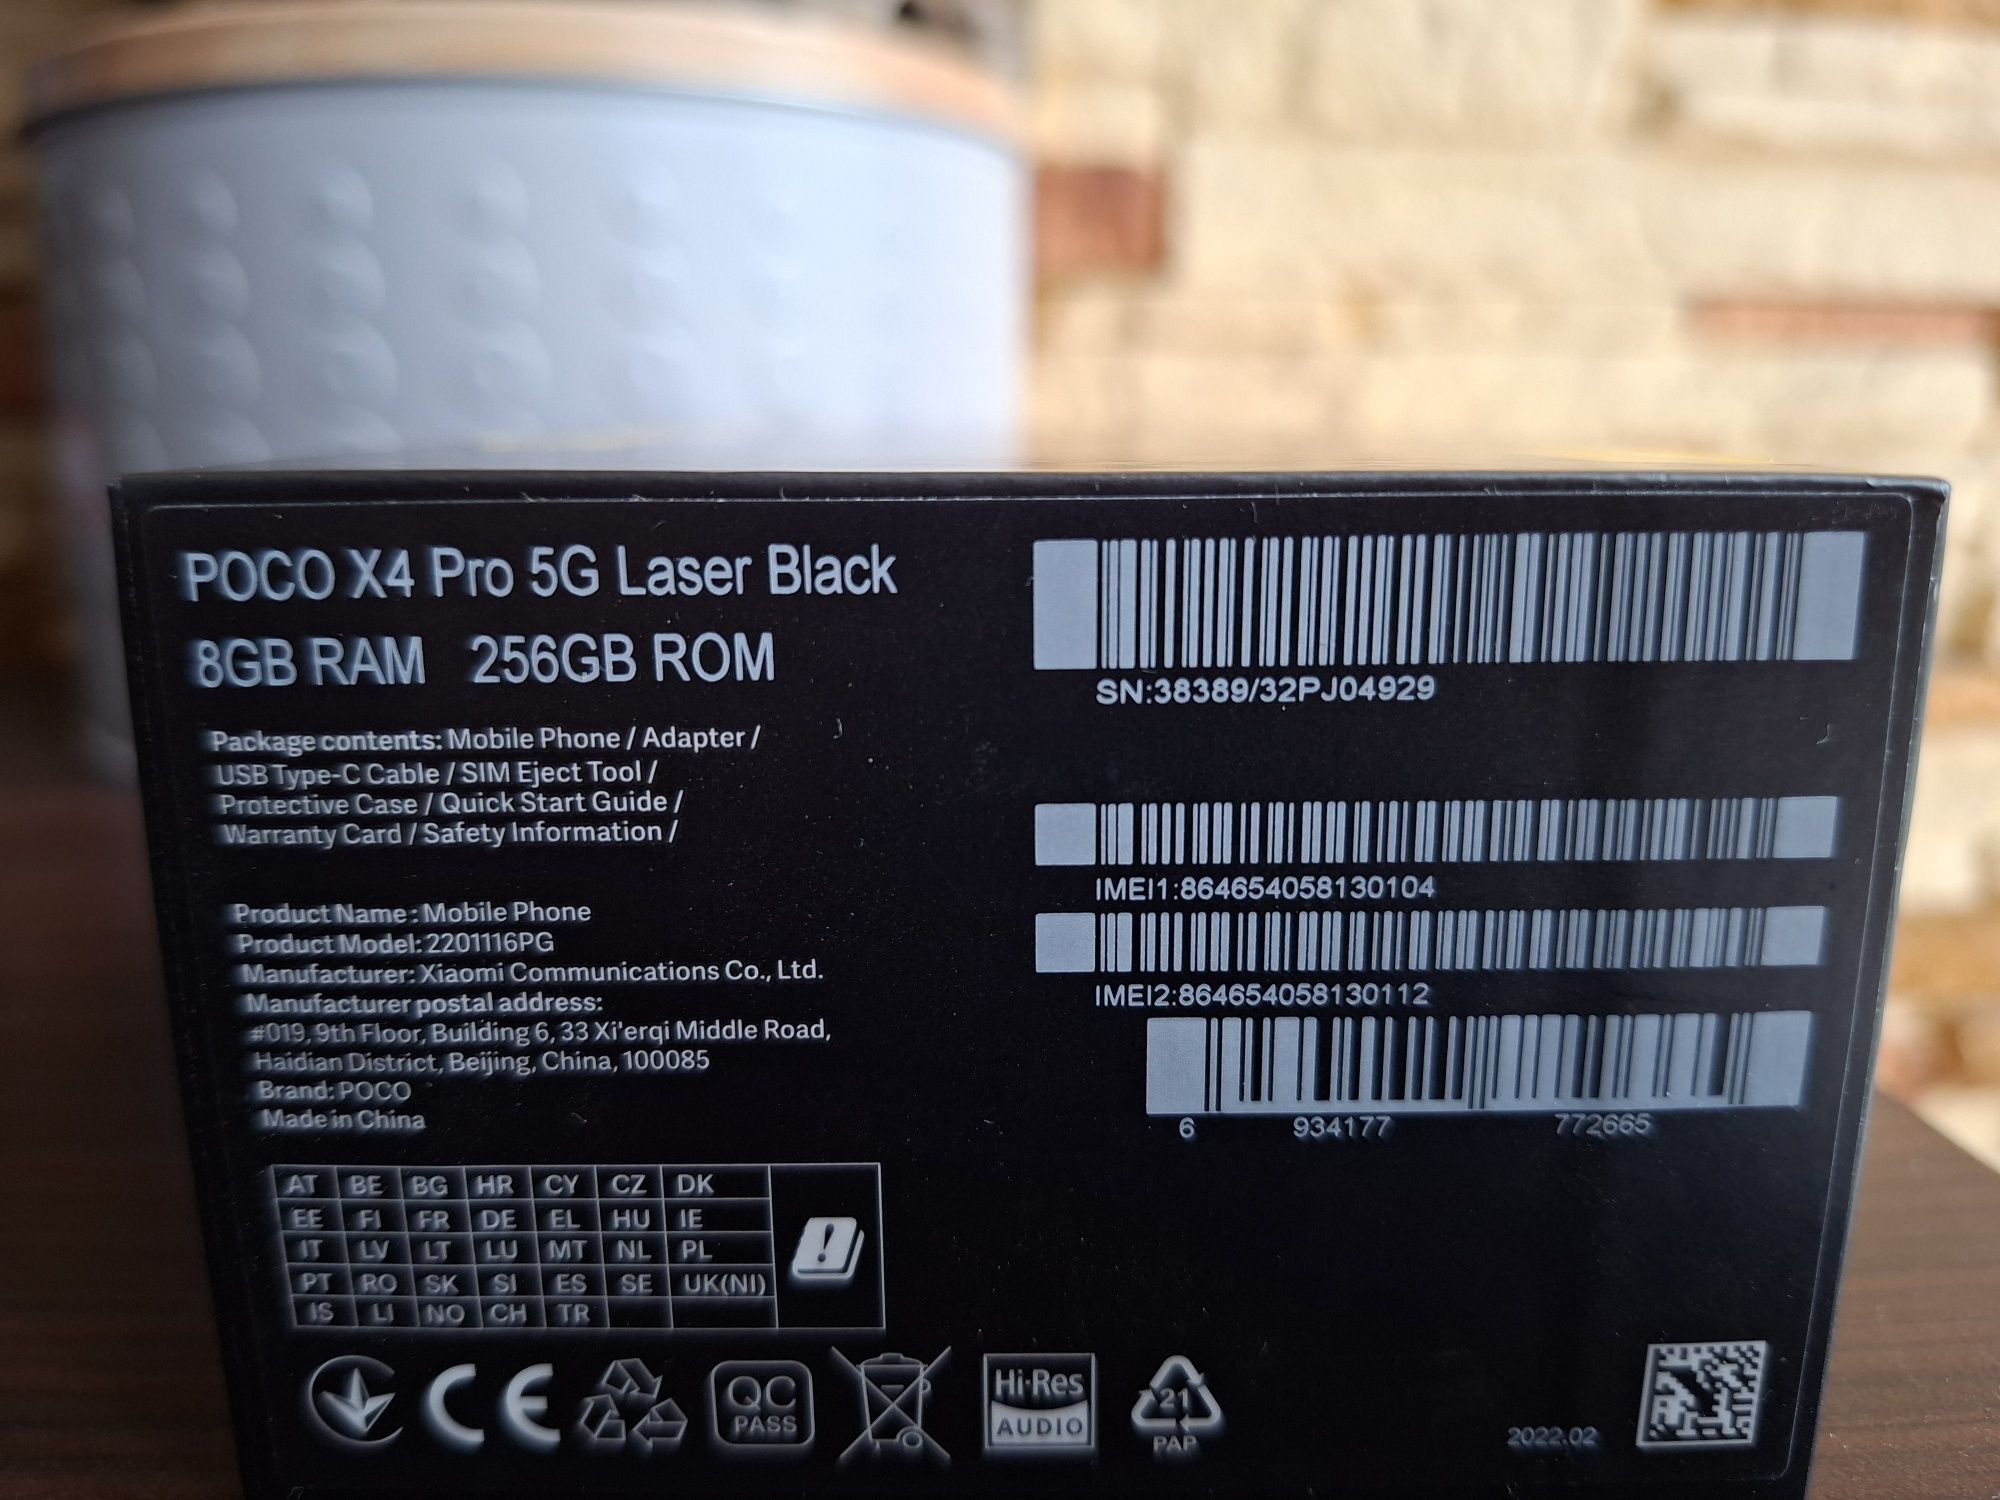 POCO X4 Pro 5G Laser Black
8GB RAM 256GB ROM
Package contents: Mobile Phone / Adapter /
USB Type-C Cable / SIM Eject Tool /
Protective Case / Quick Start Guide /
Warranty Card / Safety Information /
Product Name : Mobile Phone
Product Model: 2201116PG
Manufacturer: Xiaomi Communications Co., Ltd.
Manufacturer postal address:
#019, 9th Floor, Building 6, 33 Xi'erqi Middle Road,
Haidian District, Beijing, China, 100085
Brand: POCO
Made in China
SN:38389/32PJ04929
IMEI1:864654058130104
IMEI2:864654058130112
6 934177 772665
AT BE BG HR CY CZ DK
EE FI FR DE EL HU IE
IT LV LT LU MT NL PL
PT RO SK SI ES SE UK(NI)
IS LI NO CH TR
CE
QC
PASS
Hi-Res
AUDIO
21
PAP
2022.02